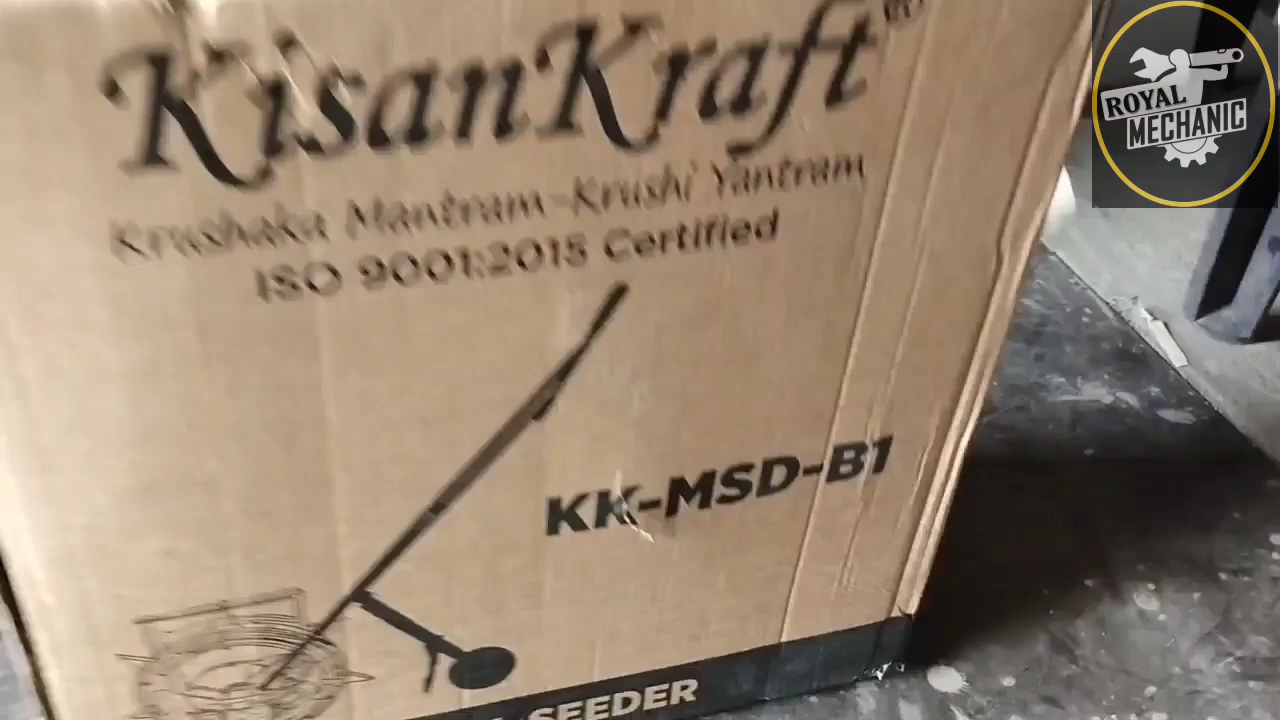 KisanKraft
Krushaka Mantram-Krushi Yantram
ISO 9001:2015 Certified
KK-MSD-B1
SEEDER
ROYAL
MECHANIC